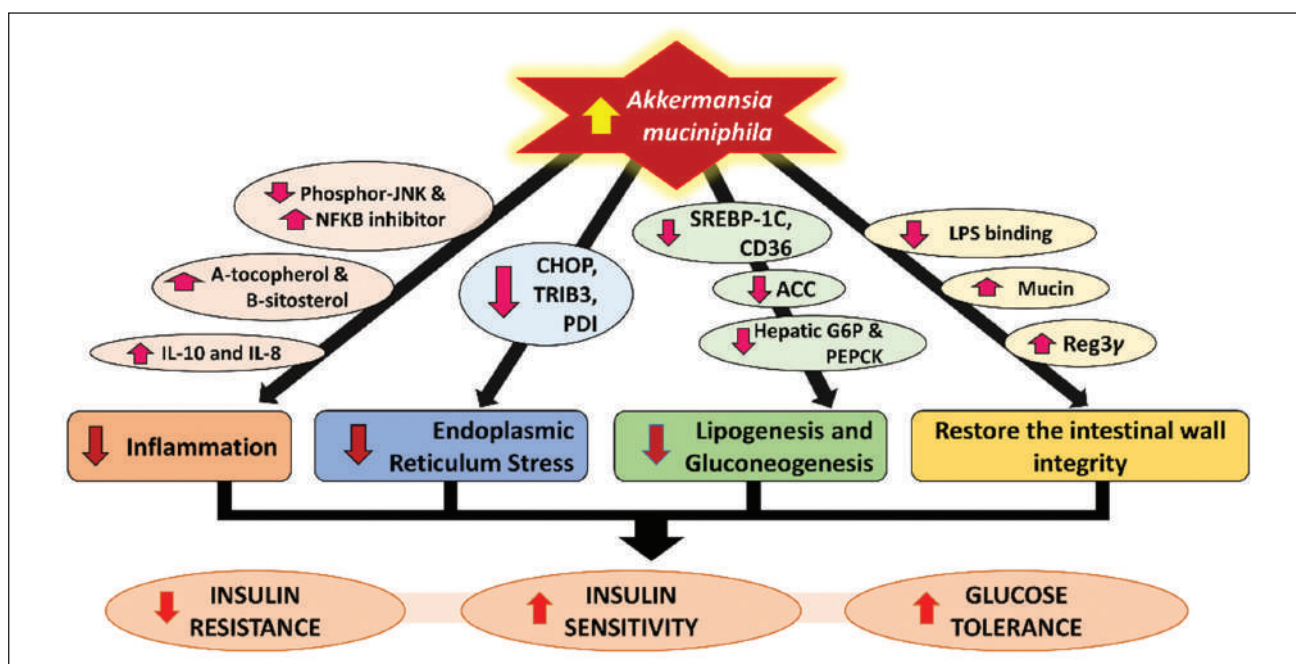 Akkermansia
muciniphila
Phosphor-JNK &
NFKB inhibitor
A-tocopherol &
B-sitosterol
IL-10 and IL-8
CHOP,
TRIB3,
PDI
SREBP-1C,
CD36
ACC
Hepatic G6P &
PEPCK
LPS binding
Mucin
Reg3γ
Inflammation
Endoplasmic
Reticulum Stress
Lipogenesis and
Gluconeogenesis
Restore the intestinal wall
integrity
INSULIN
RESISTANCE
INSULIN
SENSITIVITY
GLUCOSE
TOLERANCE